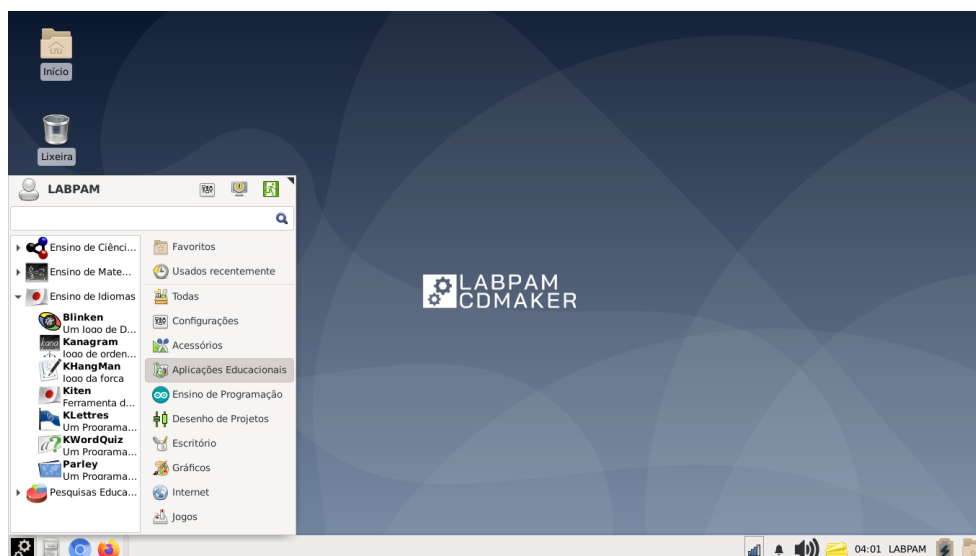 Início
Lixeira
LABPAM
Ensino de Ciênci...
Ensino de Mate...
Ensino de Idiomas
Blinken
Um jogo de D...
Kanagram
Jogo de orden...
KHangMan
Jogo da forca
Kiten
Ferramenta d...
KLettres
Um Programa...
KWordQuiz
Um Programa...
Parley
Um Programa...
Pesquisas Educa...
Favoritos
Usados recentemente
Todas
Configurações
Acessórios
Aplicações Educacionais
Ensino de Programação
Desenho de Projetos
Escritório
Gráficos
Internet
Jogos
LABPAM
CDMAKER
04:01 LABPAM